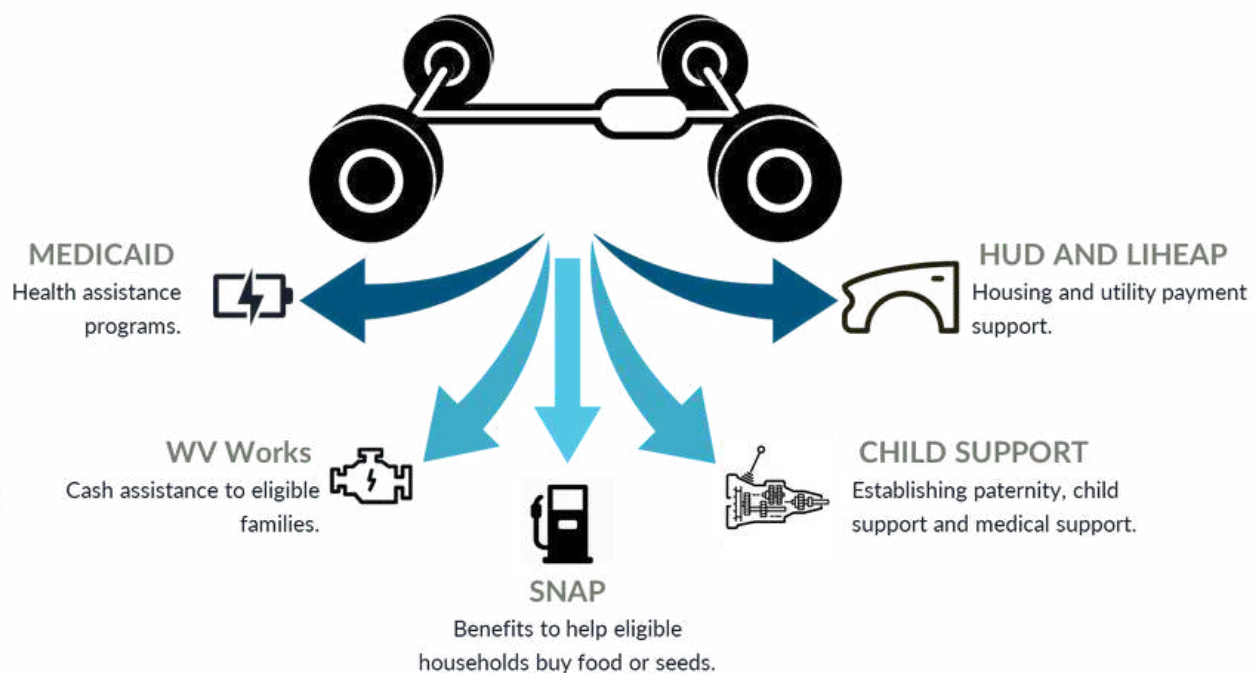 MEDICAID
Health assistance
programs.
HUD AND LIHEAP
Housing and utility payment
support.
WV Works
Cash assistance to eligible
families.
CHILD SUPPORT
Establishing paternity, child
support and medical support.
SNAP
Benefits to help eligible
households buy food or seeds.